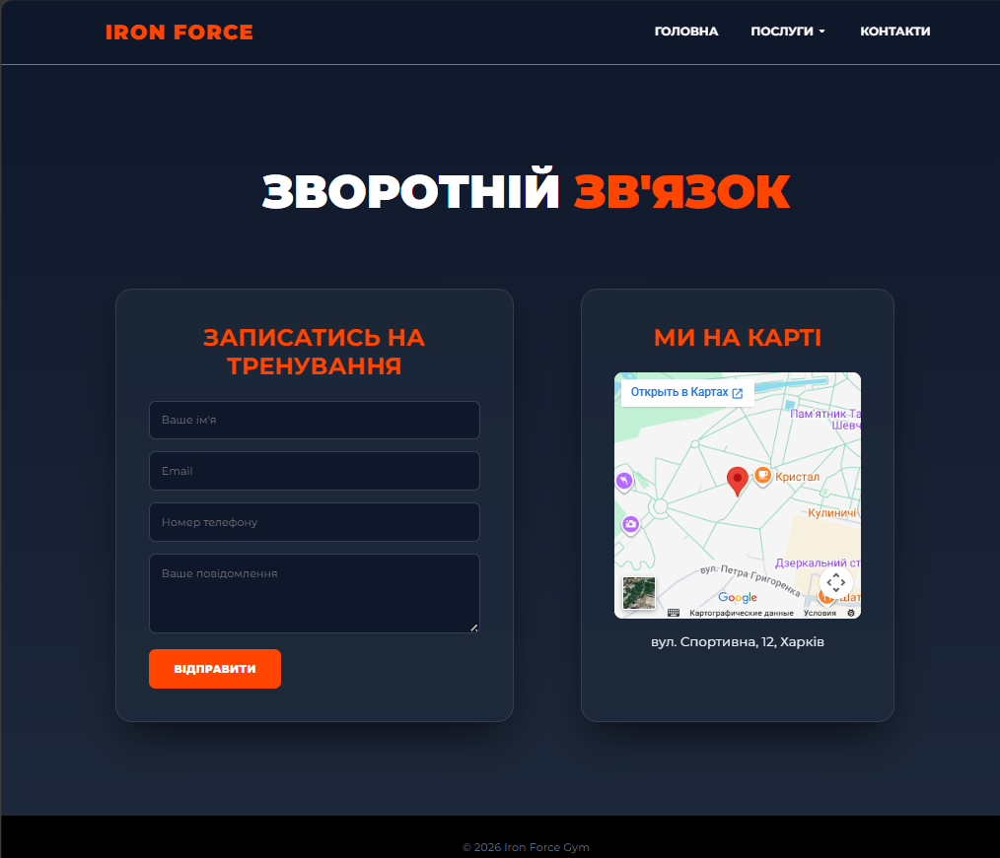 IRON FORCE
ГОЛОВНА ПОСЛУГИ КОНТАКТИ
ЗВОРОТНІЙ ЗВ'ЯЗОК
ЗАПИСАТИСЬ НА
ТРЕНУВАННЯ
Ваше ім'я
Email
Номер телефону
Ваше повідомлення
ВІДПРАВИТИ
МИ НА КАРТІ
Открыть в Картах
Пам'ятник Та
Шевч
Кристал
Кулиничі
Дзеркальний ст
вул. Петра Григоренка
Шат
Google
Картографические данные Условия
вул. Спортивна, 12, Харків
© 2026 Iron Force Gym